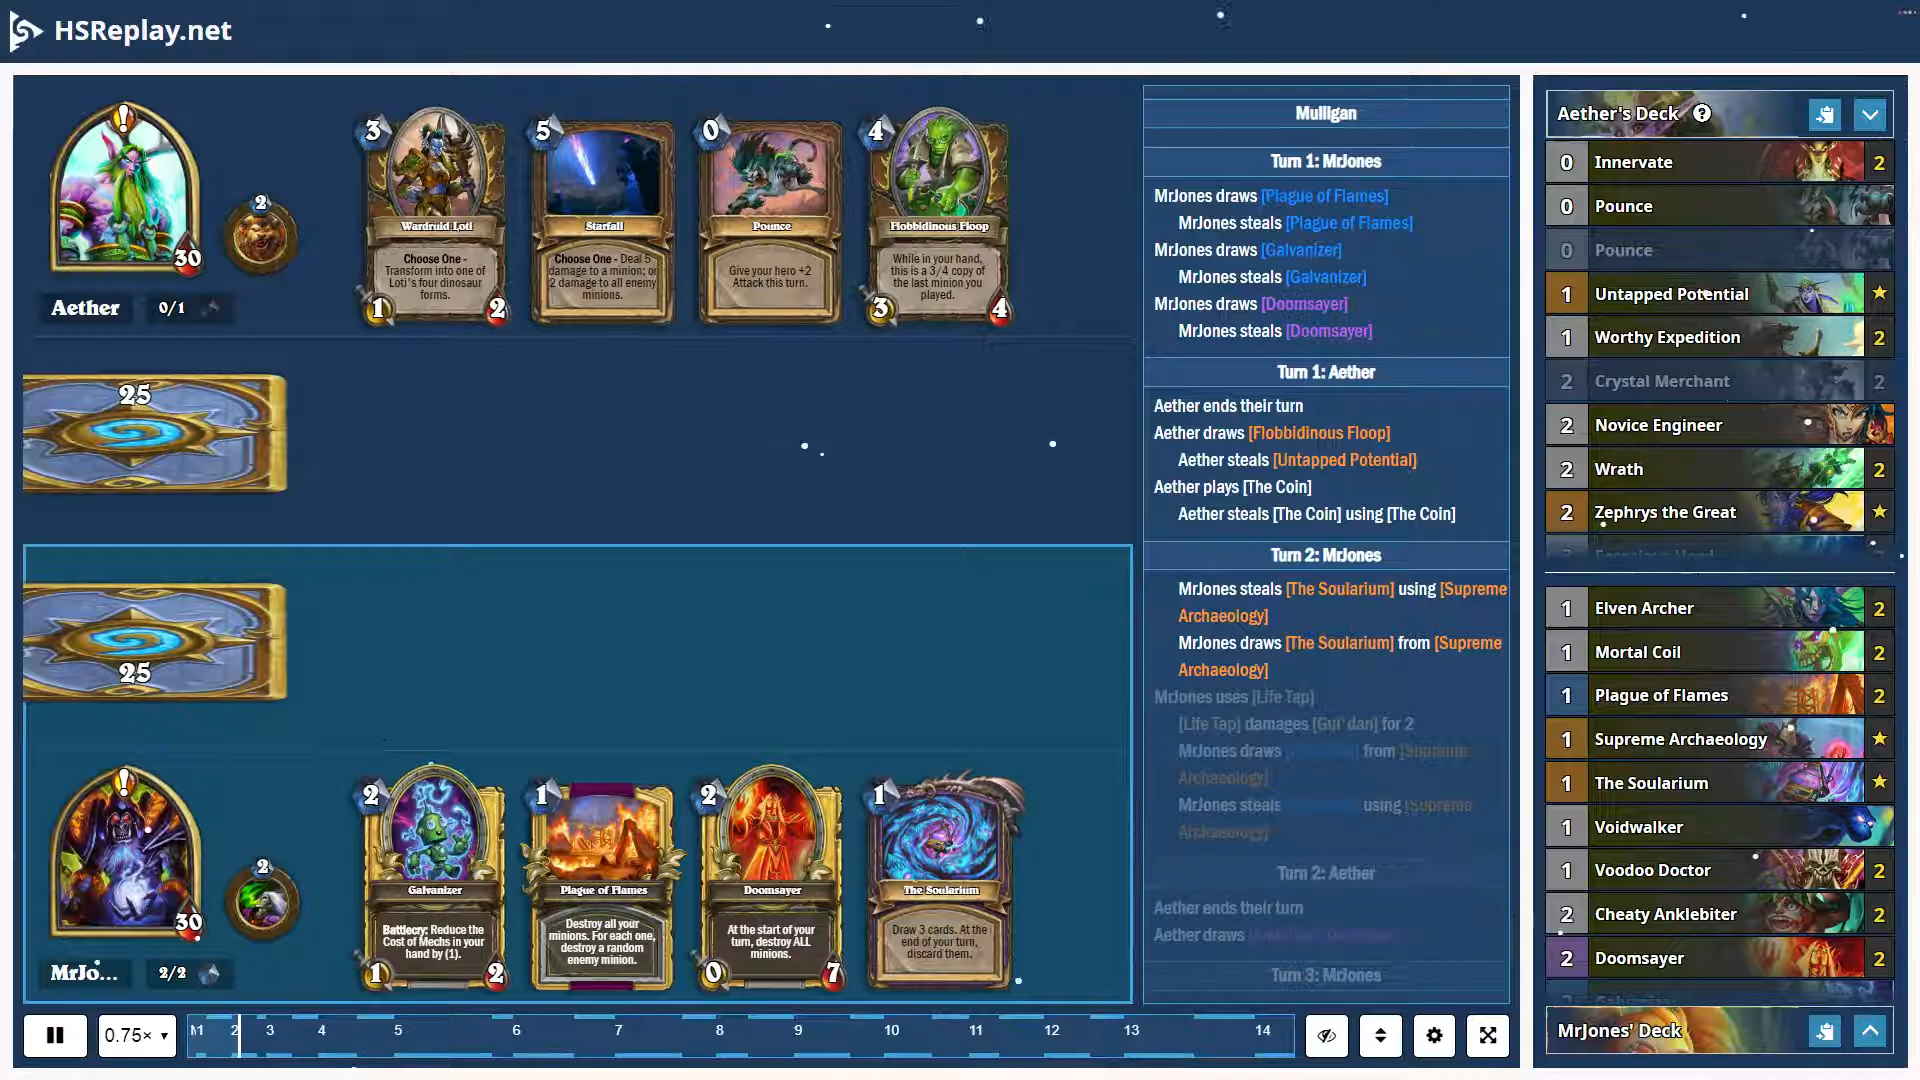 HSReplay.net
3
Wardruid Loti
Choose One -
Transform into one of
Loti's four dinosaur
forms.
1
2
5
Starfall
Choose One - Deal 5
damage to a minion; or
2 damage to all enemy
minions.
0
Pounce
Give your hero +2
Attack this turn.
4
Flobbidinous Floop
While in your hand,
this is a 3/4 copy of
the last minion you
played.
3
4
2
30
Aether
0/1
25
25
2
30
MrJo...
2/2
2
Galvanizer
Battlecry: Reduce the
Cost of Mechs in your
hand by (1).
1
2
1
Plague of Flames
Destroy all your
minions. For each one,
destroy a random
enemy minion.
2
Doomsayer
At the start of your
turn, destroy ALL
minions.
0
7
1
The Soularium
Draw 3 cards. At the
end of your turn,
discard them.
Mulligan
Turn 1: MrJones
MrJones draws [Plague of Flames]
MrJones steals [Plague of Flames]
MrJones draws [Galvanizer]
MrJones steals [Galvanizer]
MrJones draws [Doomsayer]
MrJones steals [Doomsayer]
Turn 1: Aether
Aether ends their turn
Aether draws [Flobbidinous Floop]
Aether steals [Untapped Potential]
Aether plays [The Coin]
Aether steals [The Coin] using [The Coin]
Turn 2: MrJones
MrJones steals [The Soularium] using [Supreme
Archaeology]
MrJones draws [The Soularium] from [Supreme
Archaeology]
MrJones uses [Life Tap]
[Life Tap] damages [Gul'dan] for 2
MrJones draws from [Supreme
Archaeology]
MrJones steals using [Supreme
Archaeology]
Turn 2: Aether
Aether ends their turn
Aether draws
Turn 3: MrJones
Aether's Deck ?
0 Innervate 2
0 Pounce
0 Pounce
1 Untapped Potential
1 Worthy Expedition 2
2 Crystal Merchant 2
2 Novice Engineer
2 Wrath 2
2 Zephrys the Great
1 Elven Archer 2
1 Mortal Coil 2
1 Plague of Flames 2
1 Supreme Archaeology
1 The Soularium
1 Voidwalker
1 Voodoo Doctor 2
2 Cheaty Anklebiter 2
2 Doomsayer 2
MrJones' Deck
0.75×
M1 2 3 4 5 6 7 8 9 10 11 12 13 14